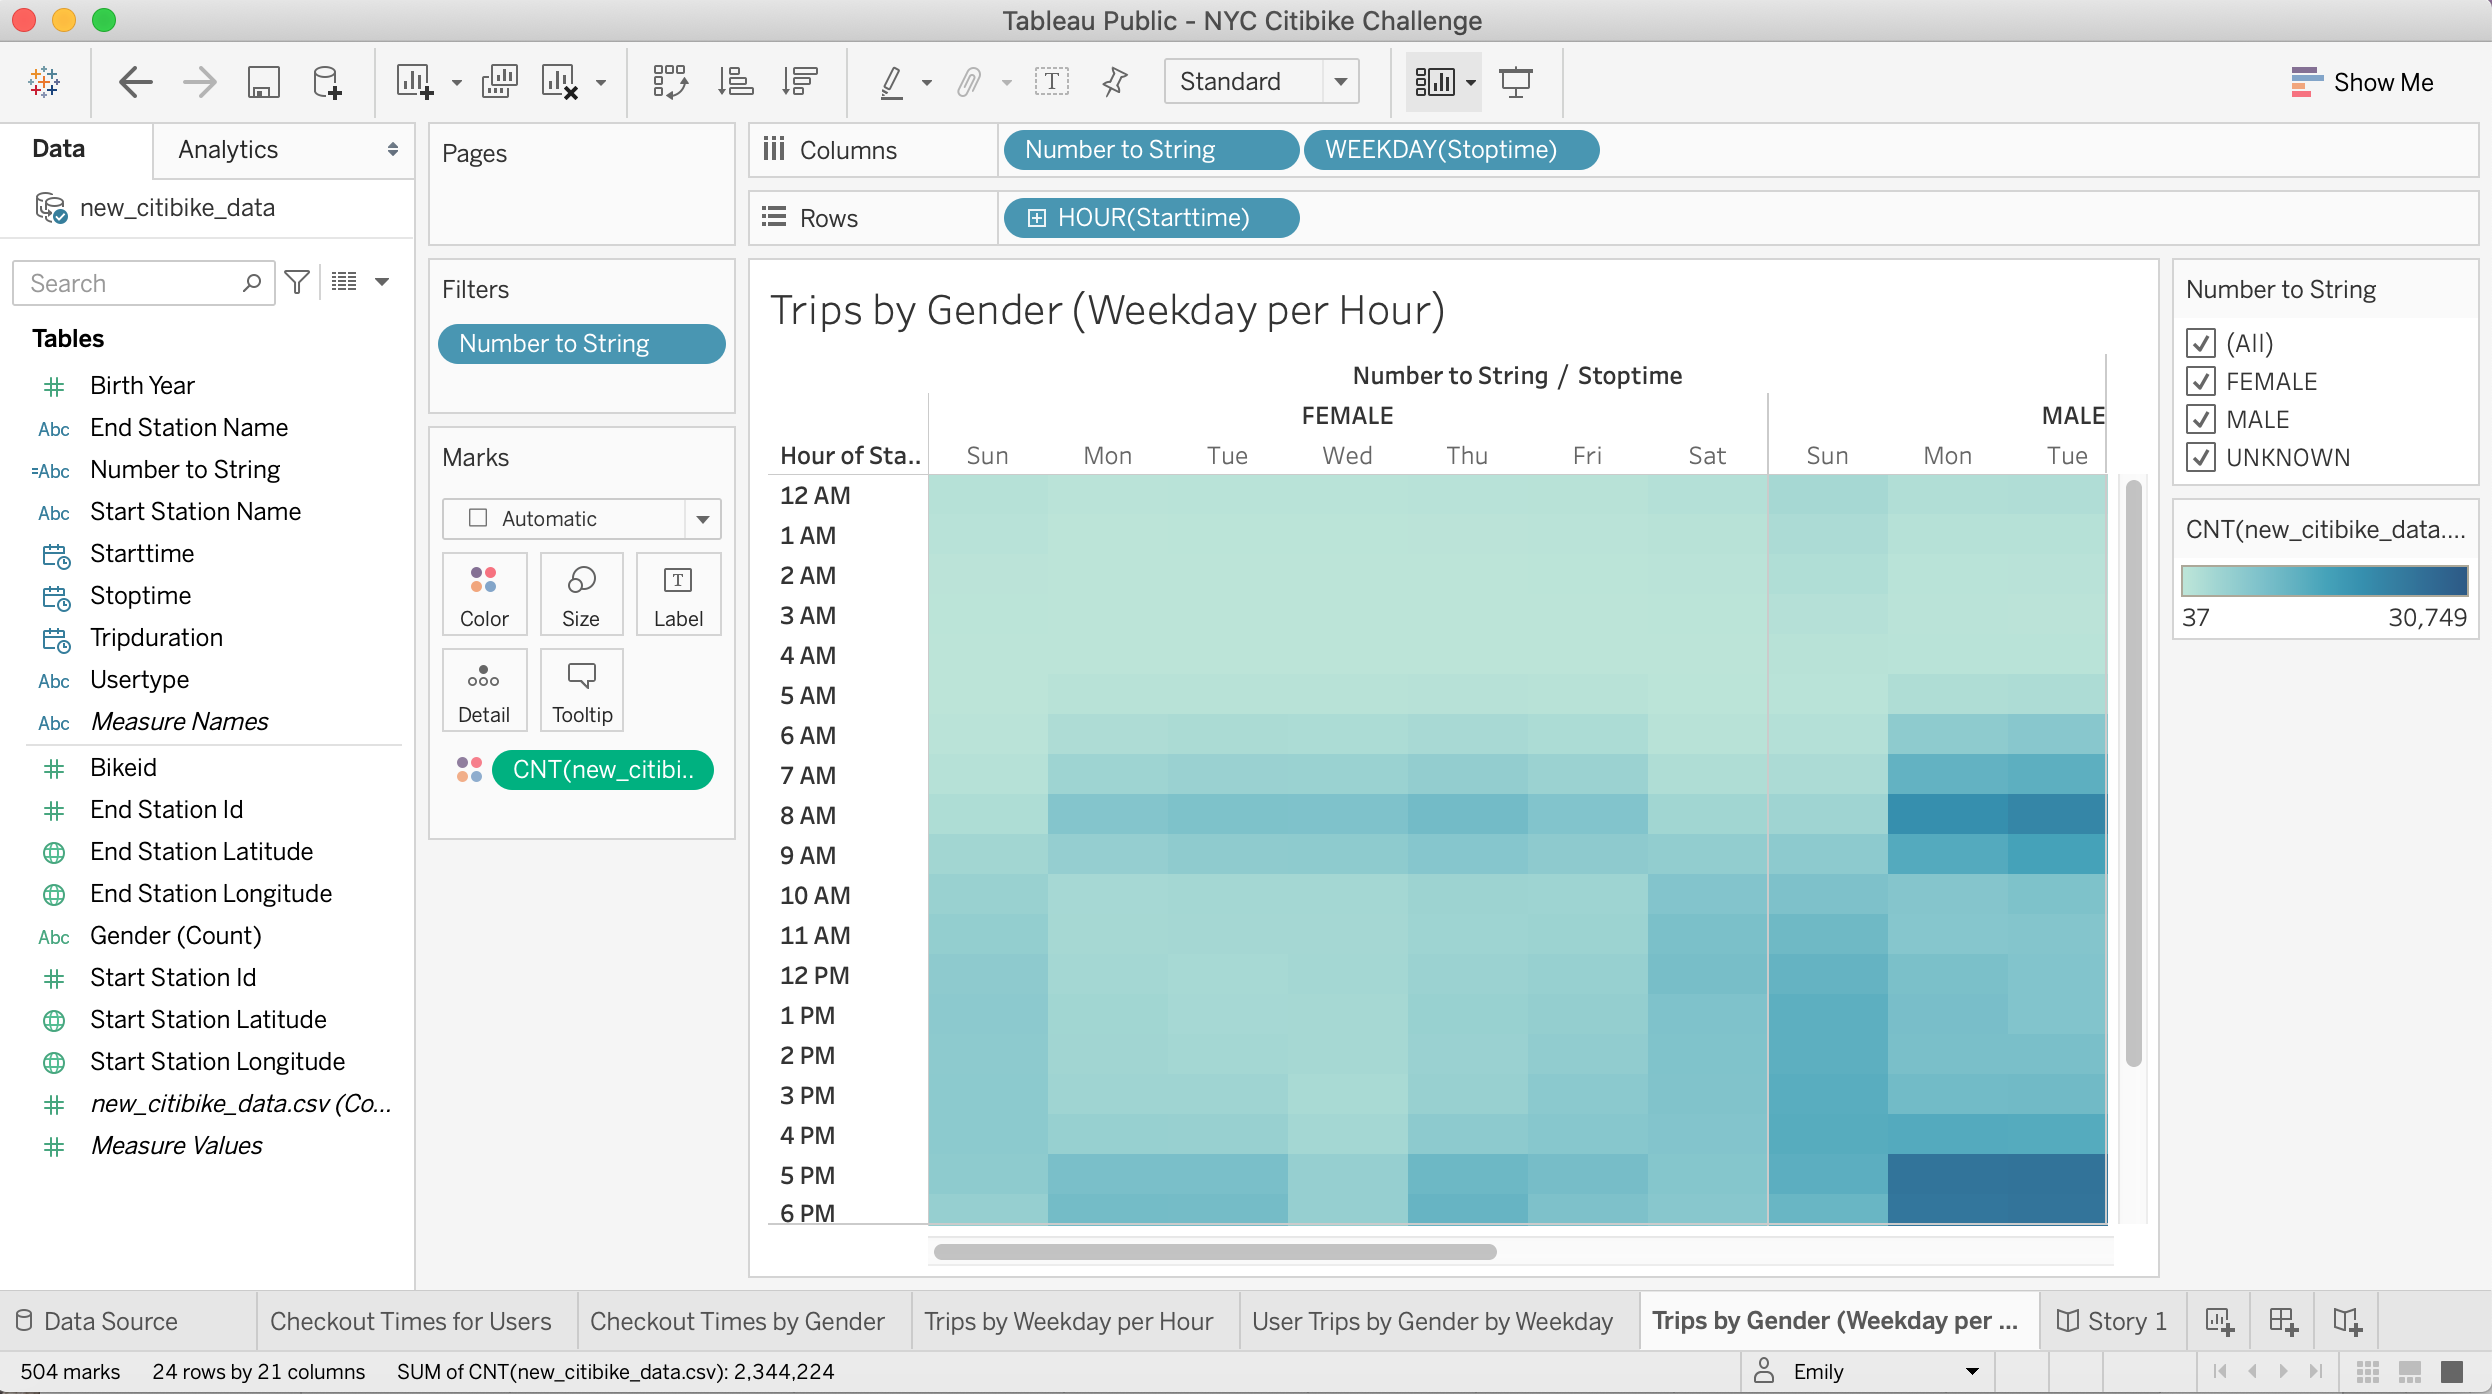 Tableau Public - NYC Citibike Challenge
Standard
Show Me
Data
Analytics
new_citibike_data
Search
Tables
Birth Year
Abc End Station Name
=Abc Number to String
Abc Start Station Name
Starttime
Stoptime
Tripduration
Abc Usertype
Abc Measure Names
Bikeid
End Station Id
End Station Latitude
End Station Longitude
Abc Gender (Count)
Start Station Id
Start Station Latitude
Start Station Longitude
new_citibike_data.csv (Co...
Measure Values
Pages
Filters
Number to String
Marks
Automatic
Color Size Label
Detail Tooltip
CNT(new_citibi..
Columns Number to String WEEKDAY(Stoptime)
Rows HOUR(Starttime)
Trips by Gender (Weekday per Hour)
Number to String / Stoptime
FEMALE MALE
Hour of Sta.. Sun Mon Tue Wed Thu Fri Sat Sun Mon Tue
12 AM
1 AM
2 AM
3 AM
4 AM
5 AM
6 AM
7 AM
8 AM
9 AM
10 AM
11 AM
12 PM
1 PM
2 PM
3 PM
4 PM
5 PM
6 PM
Number to String
(All)
FEMALE
MALE
UNKNOWN
CNT(new_citibike_data....
37 30,749
Data Source Checkout Times for Users Checkout Times by Gender Trips by Weekday per Hour User Trips by Gender by Weekday Trips by Gender (Weekday per ... Story 1
504 marks 24 rows by 21 columns SUM of CNT(new_citibike_data.csv): 2,344,224 Emily